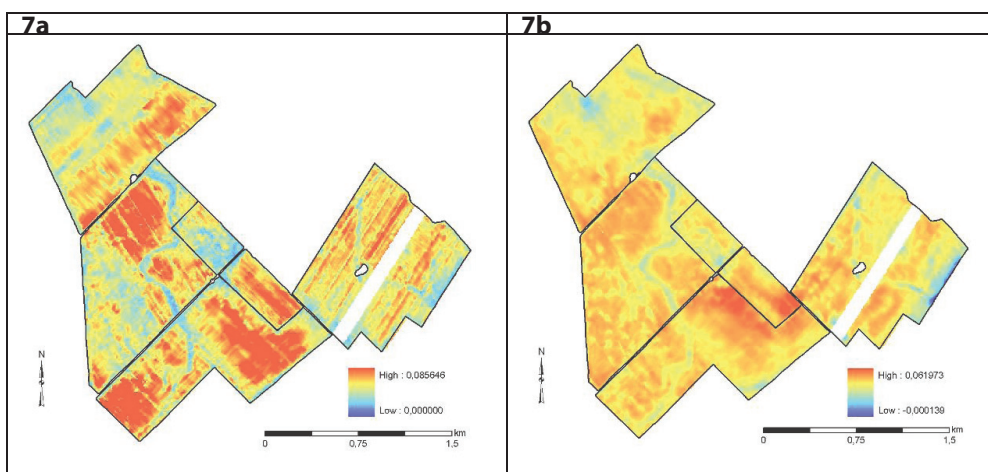 7a
N
High : 0,085646
Low : 0,000000
km
0 0,75 1,5
7b
N
High : 0,061973
Low : -0,000139
km
0 0,75 1,5